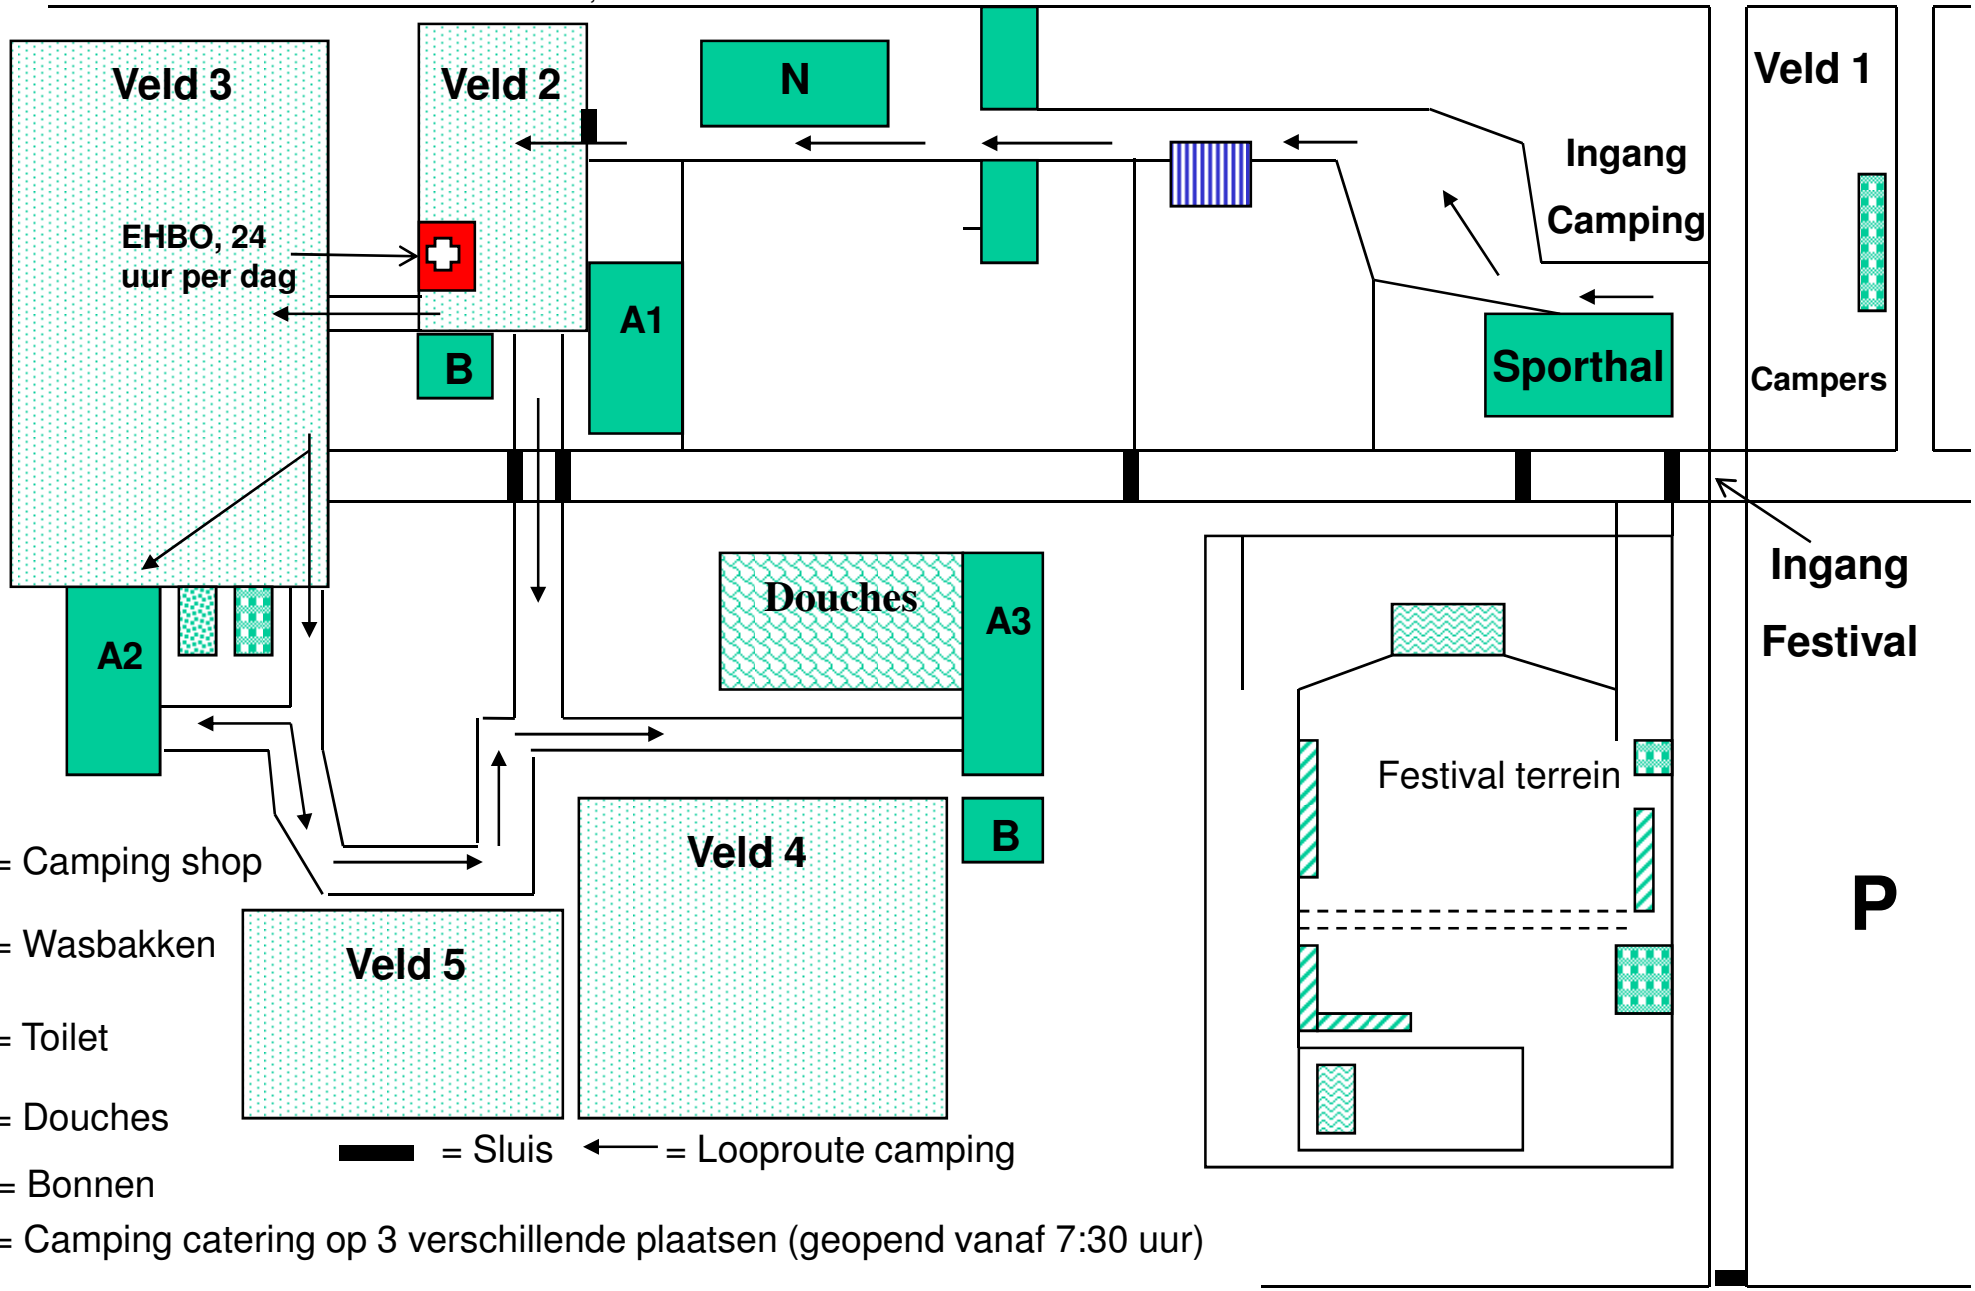 Veld 3
Veld 2
N
Veld 1
Ingang
Camping
EHBO, 24
uur per dag
A1
B
Sporthal
Campers
Douches
A3
Ingang
Festival
A2
Festival terrein
= Camping shop
Veld 4
B
P
= Wasbakken
Veld 5
= Toilet
= Douches
= Sluis
= Looproute camping
= Bonnen
= Camping catering op 3 verschillende plaatsen (geopend vanaf 7:30 uur)